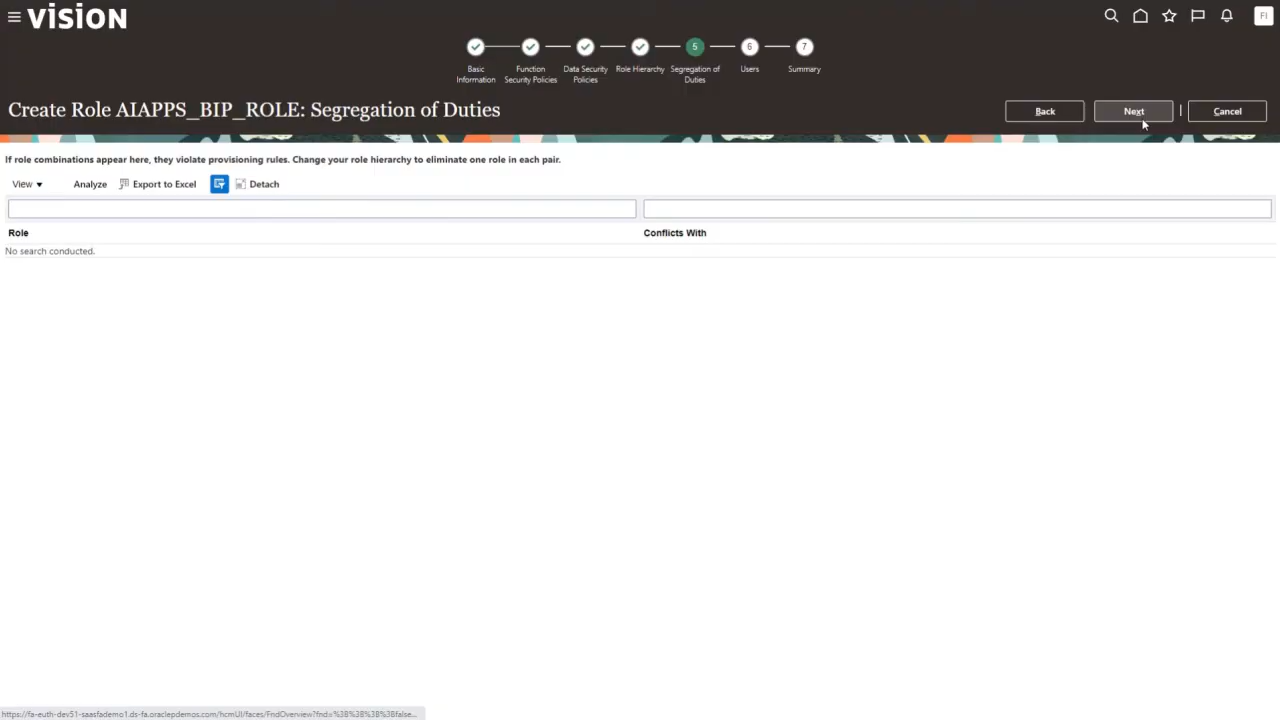 vision
FI
5
6
7
Basic Information
Function Security Policies
Data Security Policies
Role Hierarchy
Segregation of Duties
Users
Summary
Create Role AIAPPS_BIP_ROLE: Segregation of Duties
Back
Next
Cancel
If role combinations appear here, they violate provisioning rules. Change your role hierarchy to eliminate one role in each pair.
View
Analyze
Export to Excel
Detach
Role
Conflicts With
No search conducted.